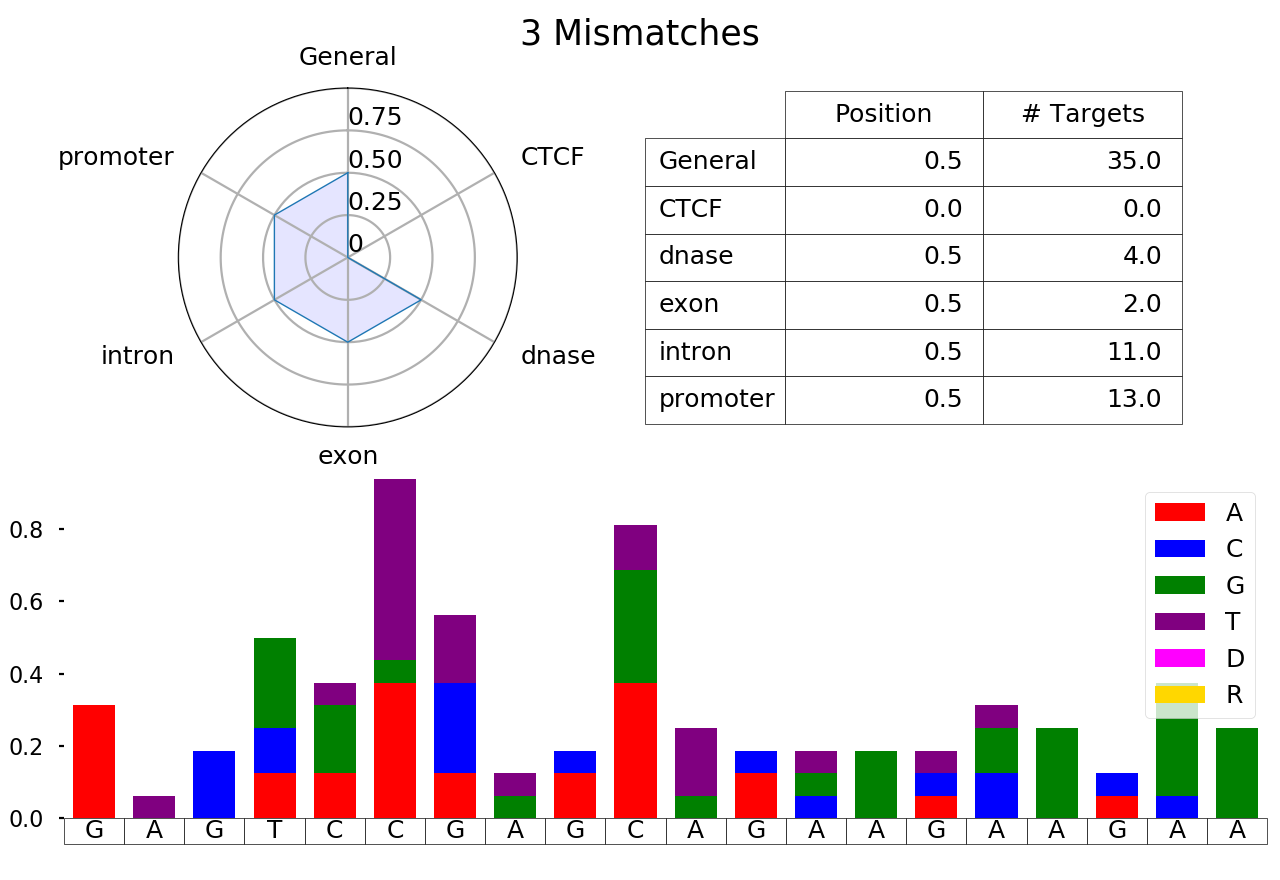 3 Mismatches
General
promoter
CTCF
0.75
0.50
0.25
0
intron
dnase
exon
Position # Targets
General 0.5 35.0
CTCF 0.0 0.0
dnase 0.5 4.0
exon 0.5 2.0
intron 0.5 11.0
promoter 0.5 13.0
0.8
0.6
0.4
0.2
0.0
A
C
G
T
D
R
G A G T C C G A G C A G A A G A A G A A